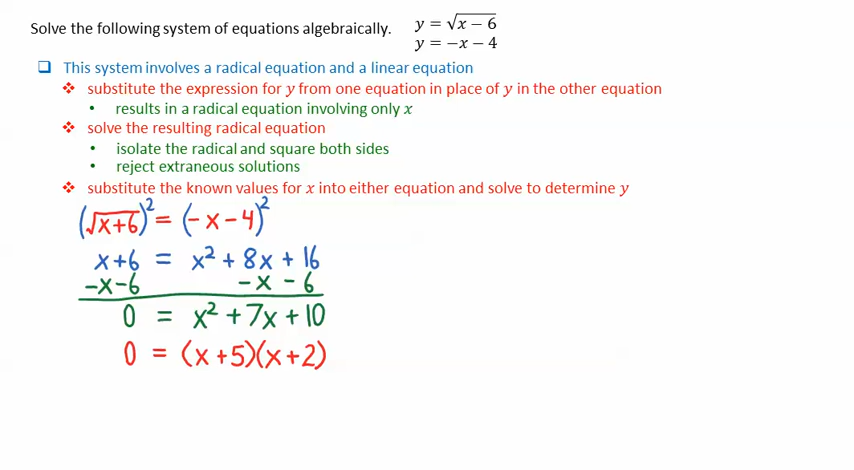 Solve the following system of equations algebraically. y = √(x − 6)
y = −x − 4
❑ This system involves a radical equation and a linear equation
❖ substitute the expression for y from one equation in place of y in the other equation
• results in a radical equation involving only x
❖ solve the resulting radical equation
• isolate the radical and square both sides
• reject extraneous solutions
❖ substitute the known values for x into either equation and solve to determine y
(√(x+6))² = (−x−4)²
x+6 = x² + 8x + 16
−x−6 −x − 6
0 = x² + 7x + 10
0 = (x+5)(x+2)